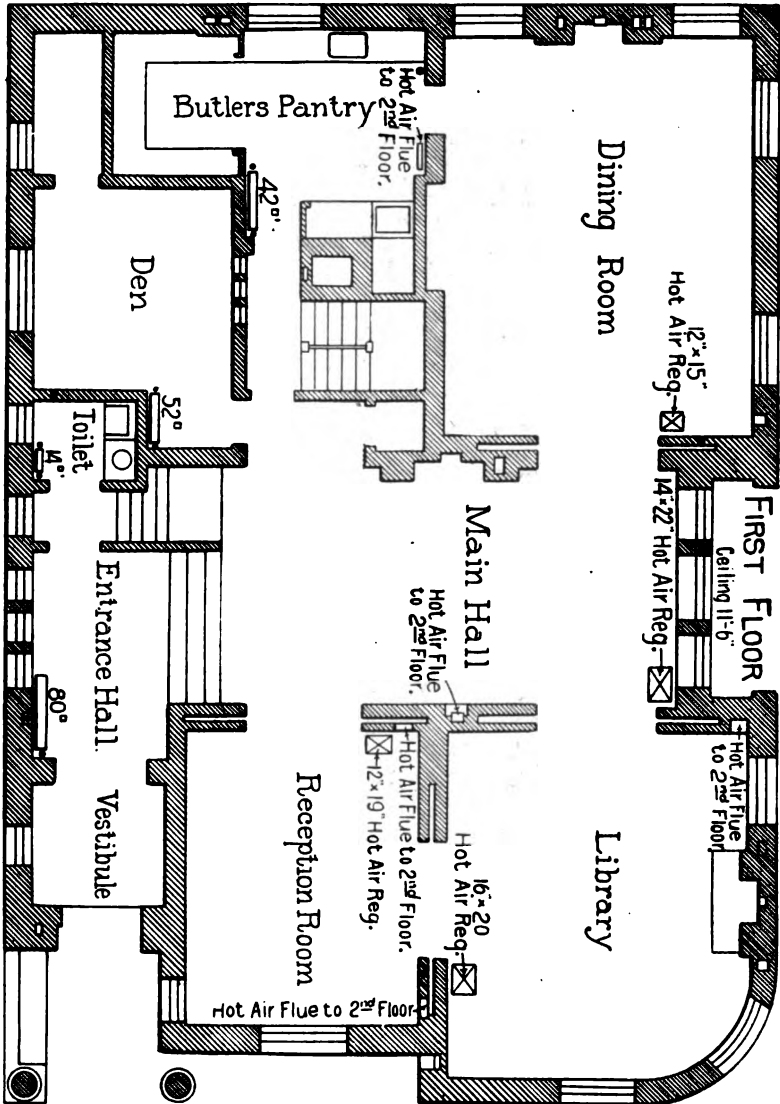 FIRST FLOOR
Ceiling 11'-6"
Dining Room
12" x 15"
Hot Air Reg.
14" x 22" Hot Air Reg.
Hot Air Flue
to 2nd Floor
Library
Hot Air Flue
to 2nd Floor.
Butlers Pantry
42□'.
Main Hall
Hot Air Flue
to 2nd Floor.
16" x 20
Hot Air Reg.
Hot Air Flue to 2nd Floor.
12" x 19" Hot Air Reg.
Reception Room
Hot Air Flue to 2nd Floor
Den
52□
Toilet
14□'.
Entrance Hall.
80□
Vestibule